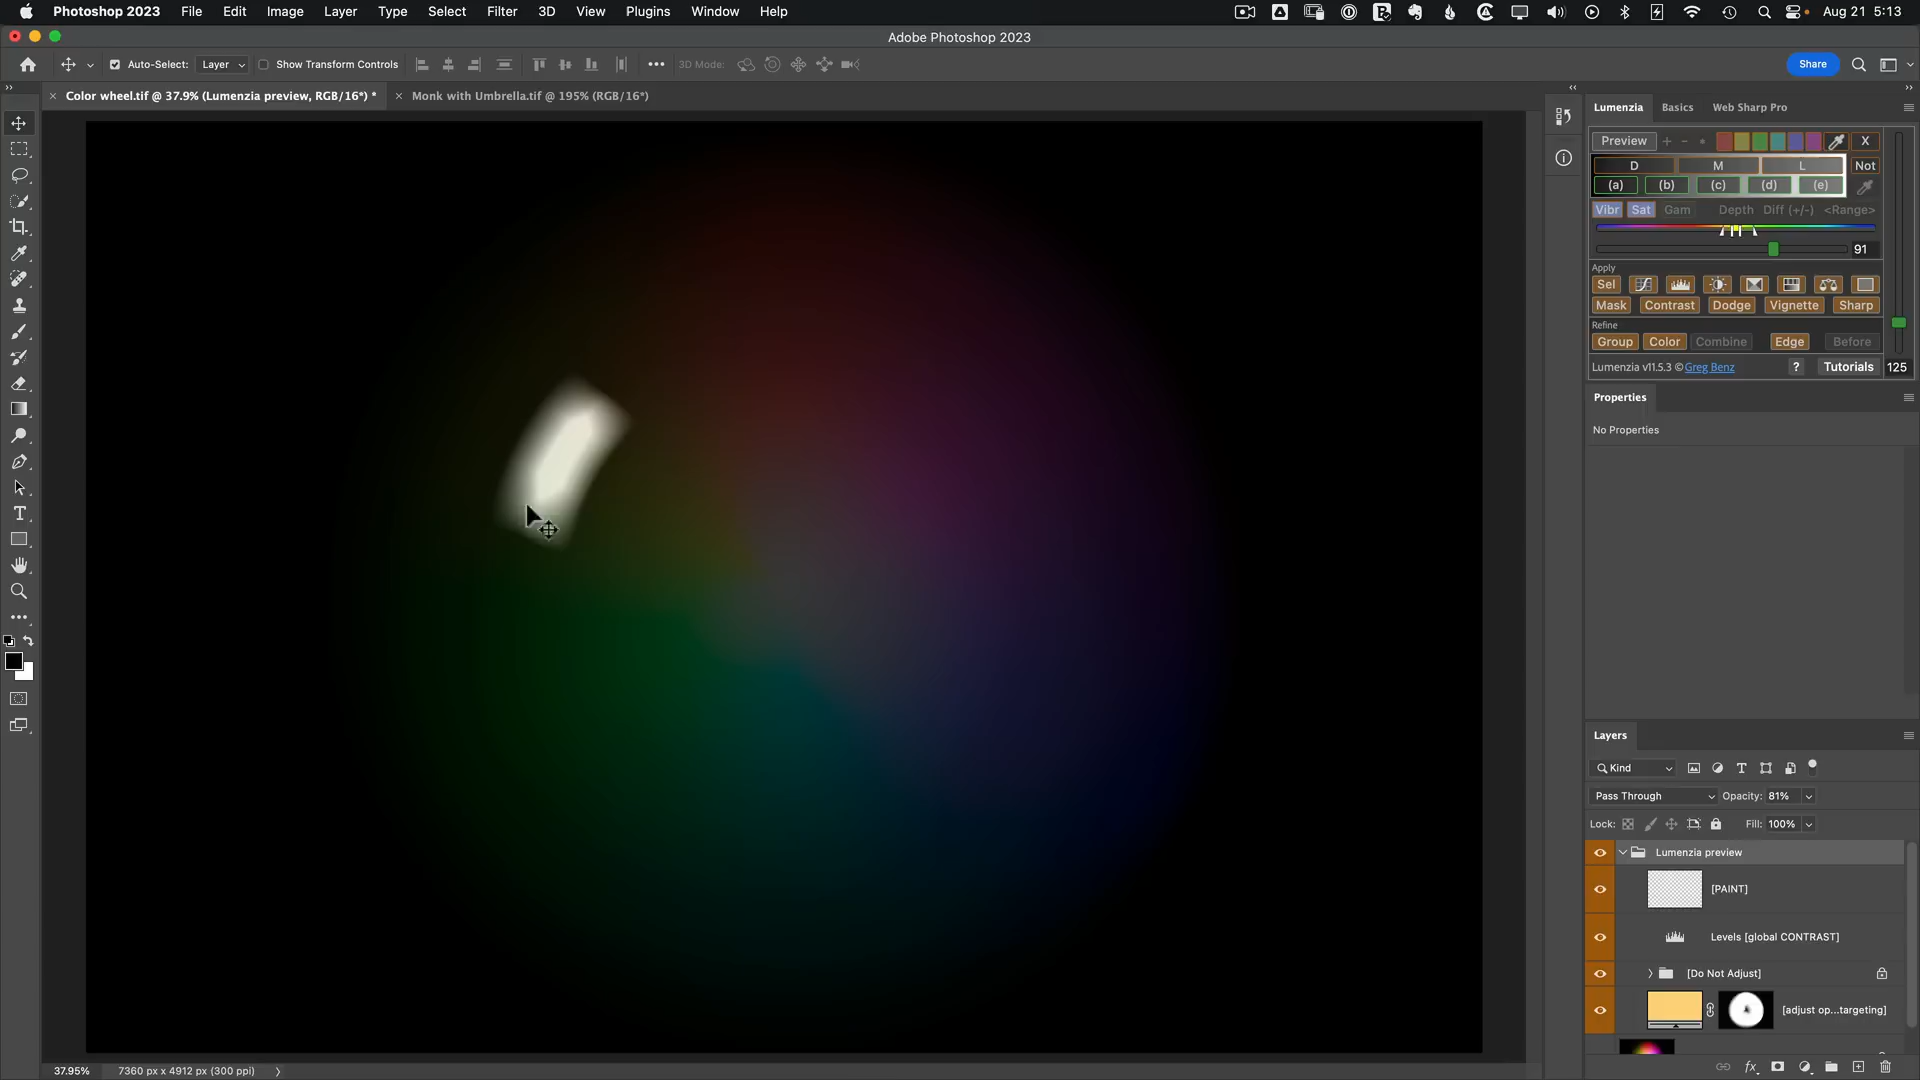 Photoshop 2023 File Edit Image Layer Type Select Filter 3D View Plugins Window Help Aug 21 5:13
Adobe Photoshop 2023
Auto-Select: Layer Show Transform Controls 3D Mode: Share
Color wheel.tif @ 37.9% (Lumenzia preview, RGB/16*) * Monk with Umbrella.tif @ 195% (RGB/16*)
Lumenzia Basics Web Sharp Pro
Preview + − X
D M L Not
(a) (b) (c) (d) (e)
Vibr Sat Gam Depth Diff (+/-) <Range>
91
Apply
Sel
Mask Contrast Dodge Vignette Sharp
Refine
Group Color Combine Edge Before
Lumenzia v11.5.3 © Greg Benz ? Tutorials 125
Properties
No Properties
Layers
Kind
Pass Through Opacity: 81%
Lock: Fill: 100%
Lumenzia preview
[PAINT]
Levels [global CONTRAST]
[Do Not Adjust]
[adjust op...targeting]
fx
37.95% 7360 px x 4912 px (300 ppi)